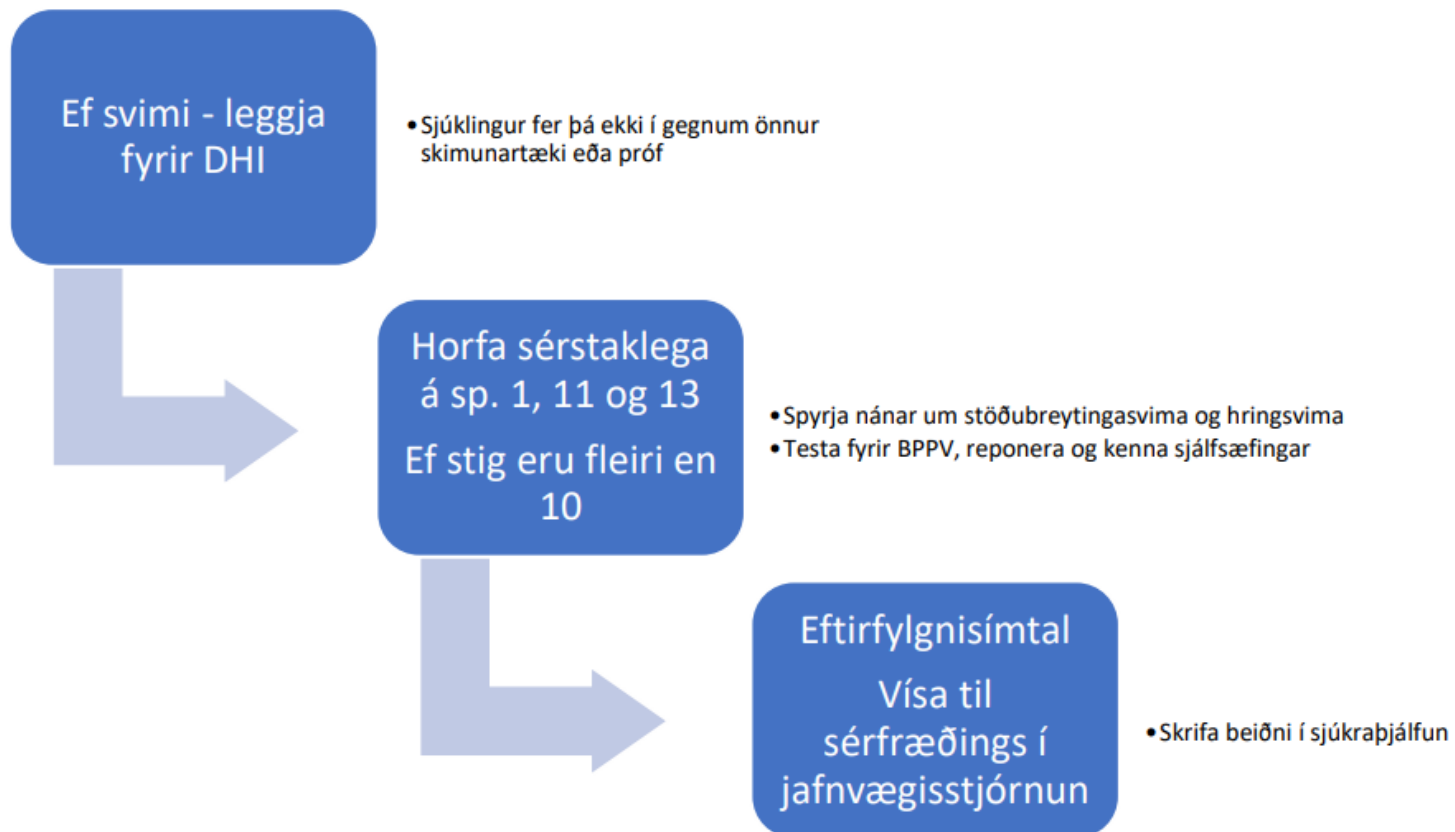 Ef svimi - leggja
fyrir DHI
• Sjúklingur fer þá ekki í gegnum önnur
skimunartæki eða próf
Horfa sérstaklega
á sp. 1, 11 og 13
Ef stig eru fleiri en
10
• Spyrja nánar um stöðubreytingasvima og hringsvima
• Testa fyrir BPPV, reponera og kenna sjálfsæfingar
Eftirfylgnisímtal
Vísa til
sérfræðings í
jafnvægisstjórnun
• Skrifa beiðni í sjúkraþjálfun